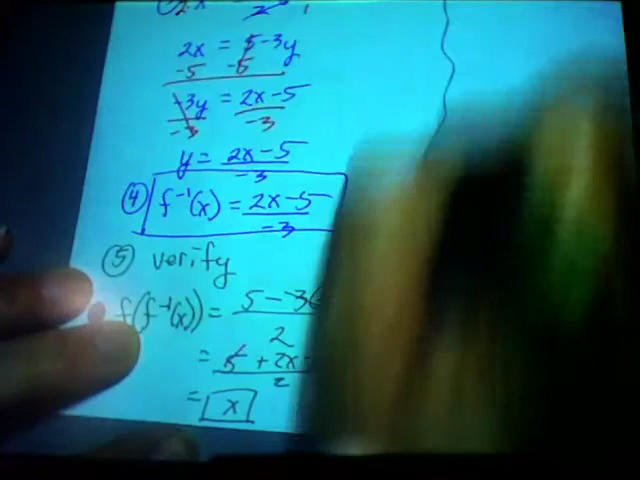 2x = 5-3y
-5 -5
-3y = 2x-5
-3 -3
y = 2x-5
-3
④ f⁻¹(x) = 2x-5
-3
⑤ verify
f(f⁻¹(x)) = 5--3(
2
= 5+2x-
2
= x